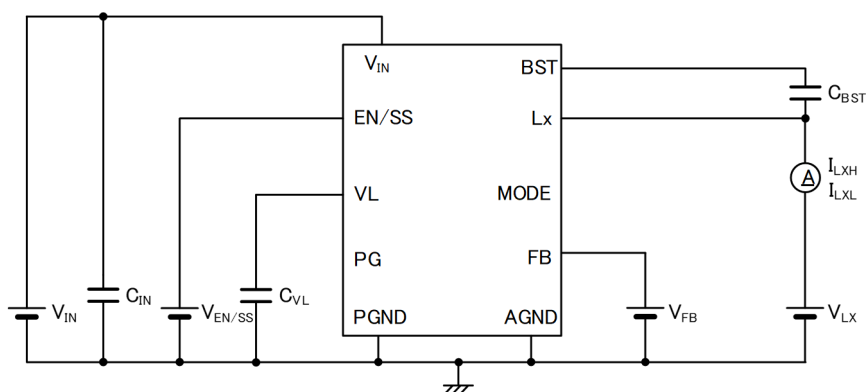 VIN
BST
CBST
EN/SS
Lx
ILXH
A
ILXL
VL
MODE
PG
FB
VIN
CIN
VEN/SS
CVL
PGND
AGND
VFB
VLX